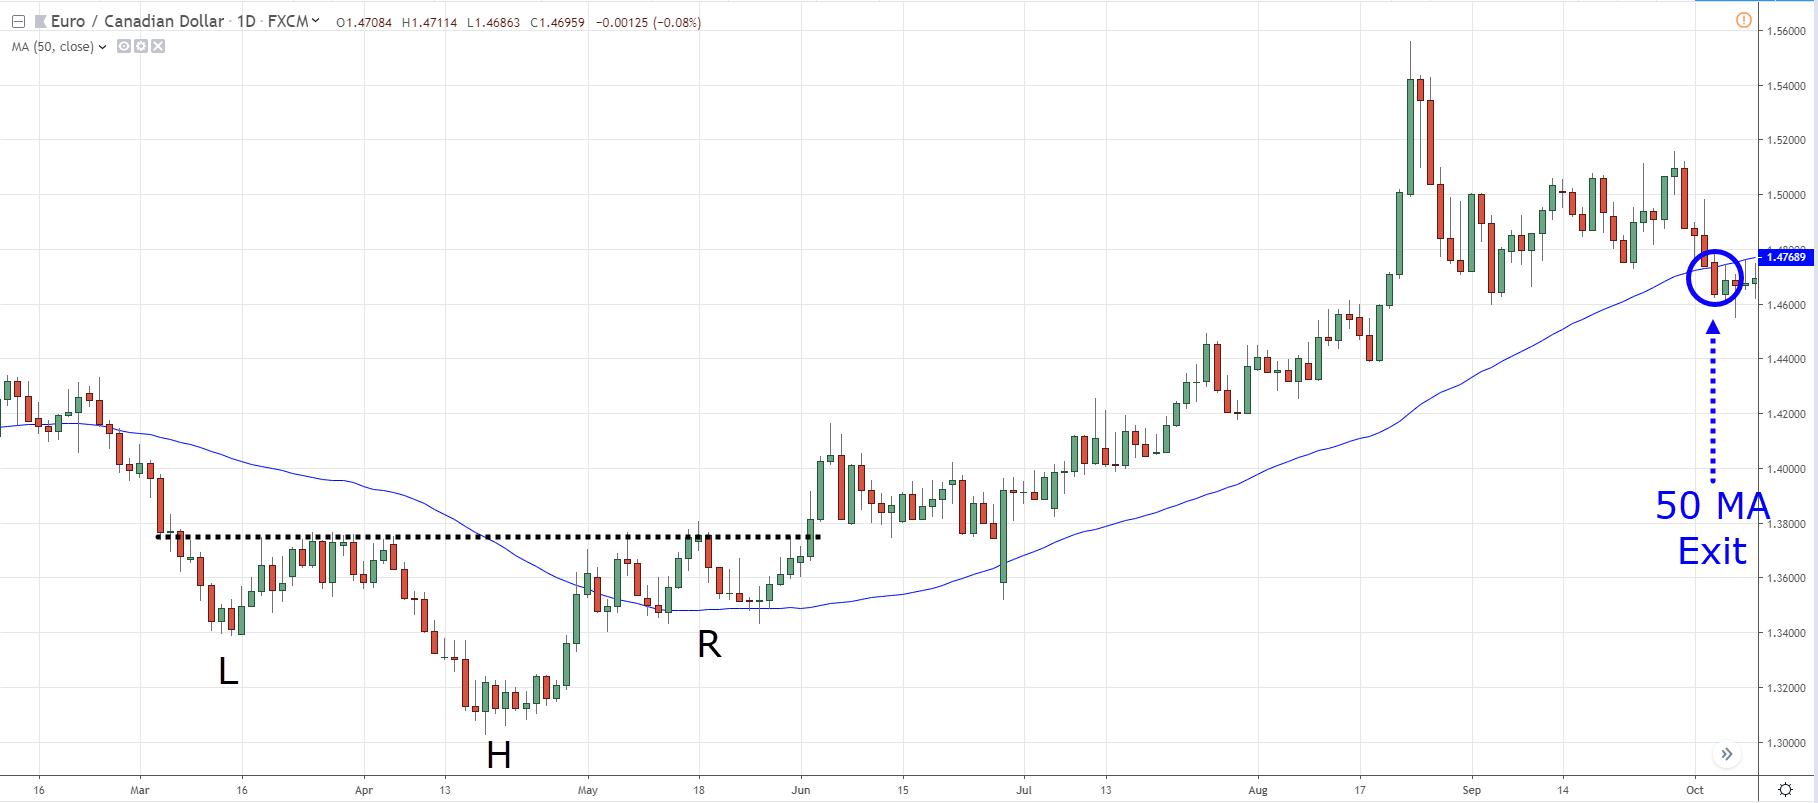 Euro / Canadian Dollar · 1D · FXCM O1.47084 H1.47114 L1.46863 C1.46959 −0.00125 (−0.08%)
MA (50, close)
1.56000
1.54000
1.52000
1.50000
1.48000
1.47689
1.46000
1.44000
1.42000
1.40000
1.38000
1.36000
1.34000
1.32000
1.30000
50 MA
Exit
L
H
R
16 Mar 16 Apr 13 May 18 Jun 15 Jul 13 Aug 17 Sep 14 Oct